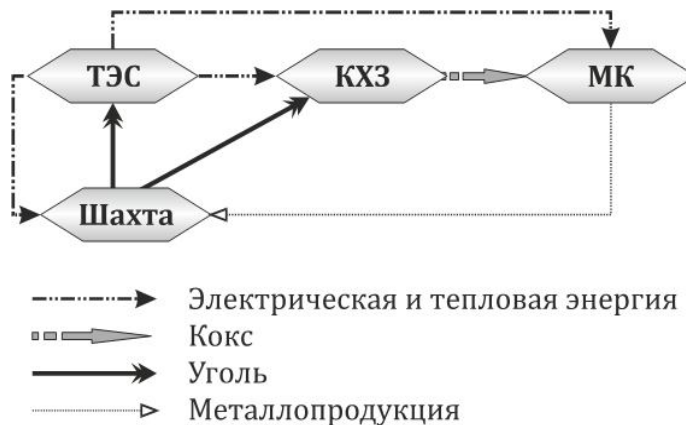 ТЭС
КХЗ
МК
Шахта
Электрическая и тепловая энергия
Кокс
Уголь
Металлопродукция